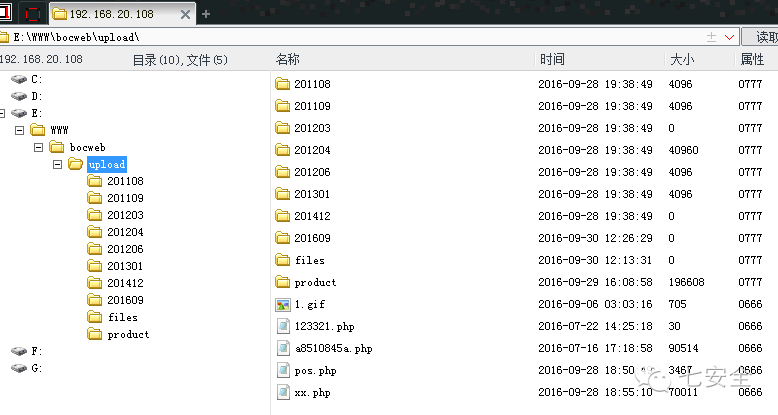 192.168.20.108
E:\WWW\bocweb\upload\ 读取
192.168.20.108 目录(10),文件(5) 名称 时间 大小 属性
C:
D:
E:
WWW
bocweb
upload
201108
201109
201203
201204
201206
201301
201412
201609
files
product
F:
G:
201108 2016-09-28 19:38:49 4096 0777
201109 2016-09-28 19:38:49 4096 0777
201203 2016-09-28 19:38:49 0 0777
201204 2016-09-28 19:38:49 40960 0777
201206 2016-09-28 19:38:49 4096 0777
201301 2016-09-28 19:38:49 4096 0777
201412 2016-09-28 19:38:49 0 0777
201609 2016-09-30 12:26:29 0 0777
files 2016-09-30 12:13:31 0 0777
product 2016-09-29 16:08:58 196608 0777
1.gif 2016-09-06 03:03:16 705 0666
123321.php 2016-07-22 14:25:18 30 0666
a8510845a.php 2016-07-16 17:18:58 90514 0666
pos.php 2016-09-28 18:50 3467 0666
xx.php 2016-09-28 18:55:10 70011 0666
七安全